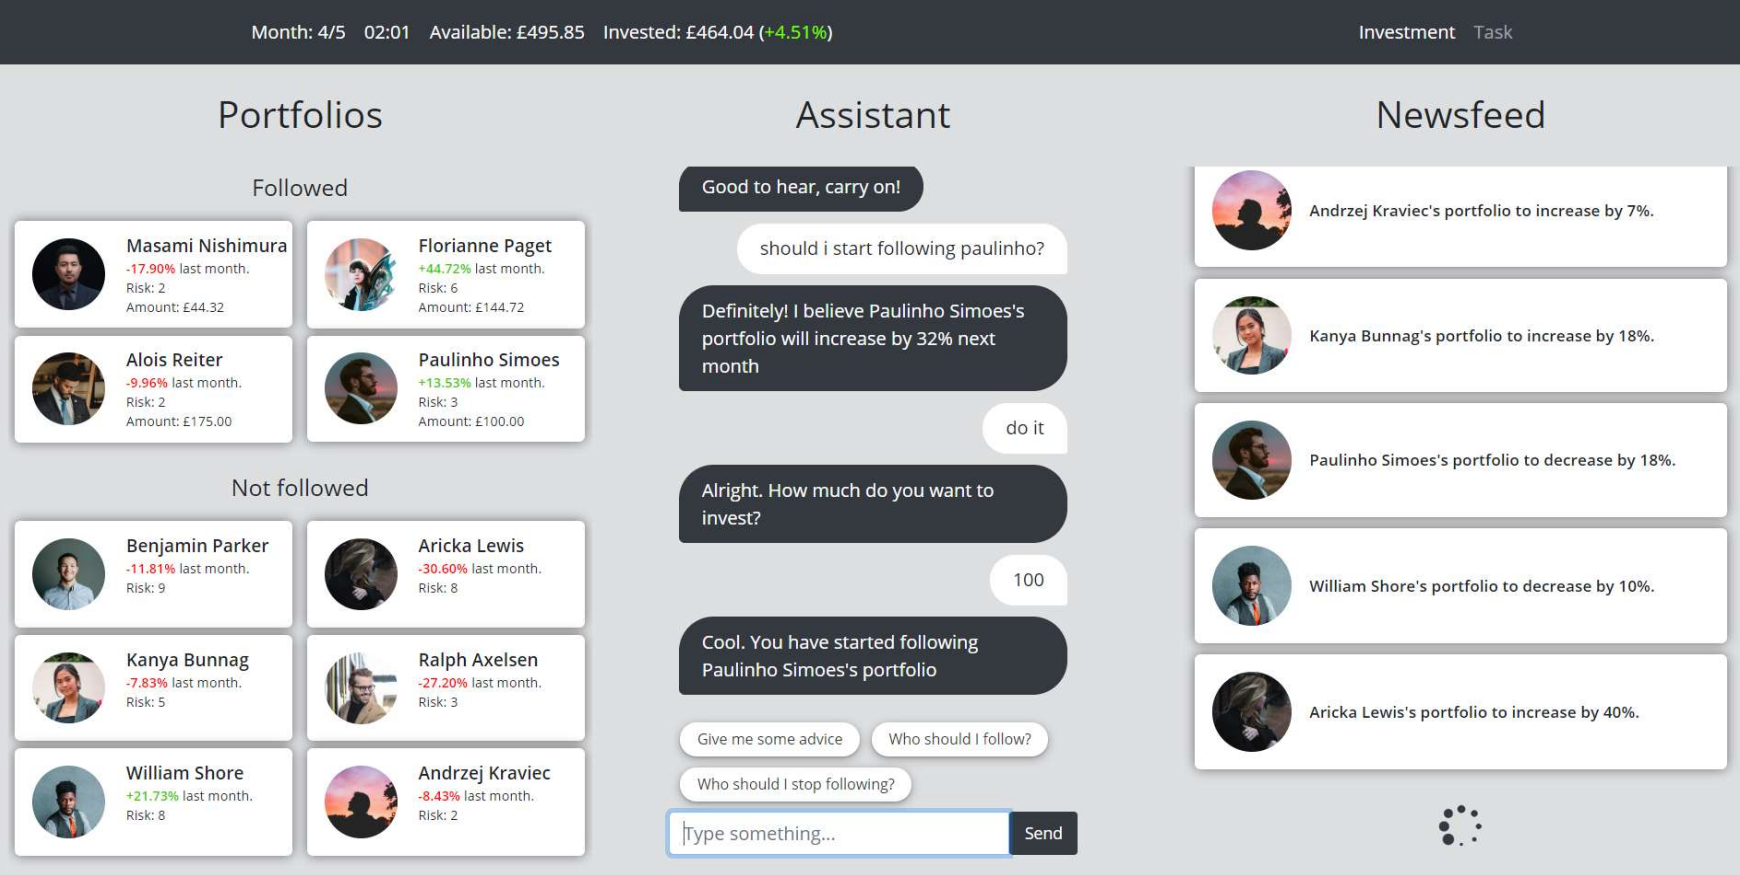 Month: 4/5 02:01 Available: £495.85 Invested: £464.04 (+4.51%)
Investment Task
Portfolios
Followed
Masami Nishimura
-17.90% last month.
Risk: 2
Amount: £44.32
Florianne Paget
+44.72% last month.
Risk: 6
Amount: £144.72
Alois Reiter
-9.96% last month.
Risk: 2
Amount: £175.00
Paulinho Simoes
+13.53% last month.
Risk: 3
Amount: £100.00
Not followed
Benjamin Parker
-11.81% last month.
Risk: 9
Aricka Lewis
-30.60% last month.
Risk: 8
Kanya Bunnag
-7.83% last month.
Risk: 5
Ralph Axelsen
-27.20% last month.
Risk: 3
William Shore
+21.73% last month.
Risk: 8
Andrzej Kraviec
-8.43% last month.
Risk: 2
Assistant
Good to hear, carry on!
should i start following paulinho?
Definitely! I believe Paulinho Simoes's
portfolio will increase by 32% next
month
do it
Alright. How much do you want to
invest?
100
Cool. You have started following
Paulinho Simoes's portfolio
Give me some advice
Who should I follow?
Who should I stop following?
Type something...
Send
Newsfeed
Andrzej Kraviec's portfolio to increase by 7%.
Kanya Bunnag's portfolio to increase by 18%.
Paulinho Simoes's portfolio to decrease by 18%.
William Shore's portfolio to decrease by 10%.
Aricka Lewis's portfolio to increase by 40%.